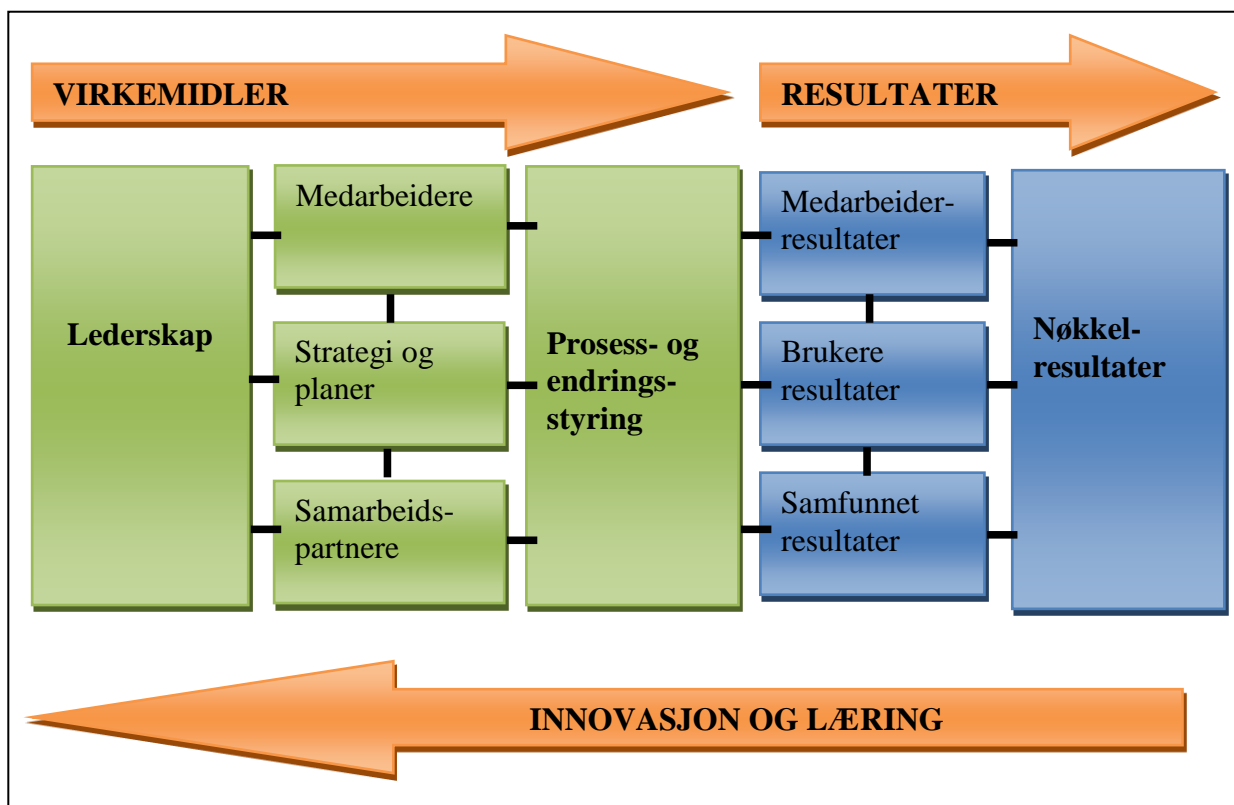 VIRKEMIDLER
RESULTATER
Lederskap
Medarbeidere
Strategi og
planer
Samarbeids-
partnere
Prosess- og
endrings-
styring
Medarbeider-
resultater
Brukere
resultater
Samfunnet
resultater
Nøkkel-
resultater
INNOVASJON OG LÆRING